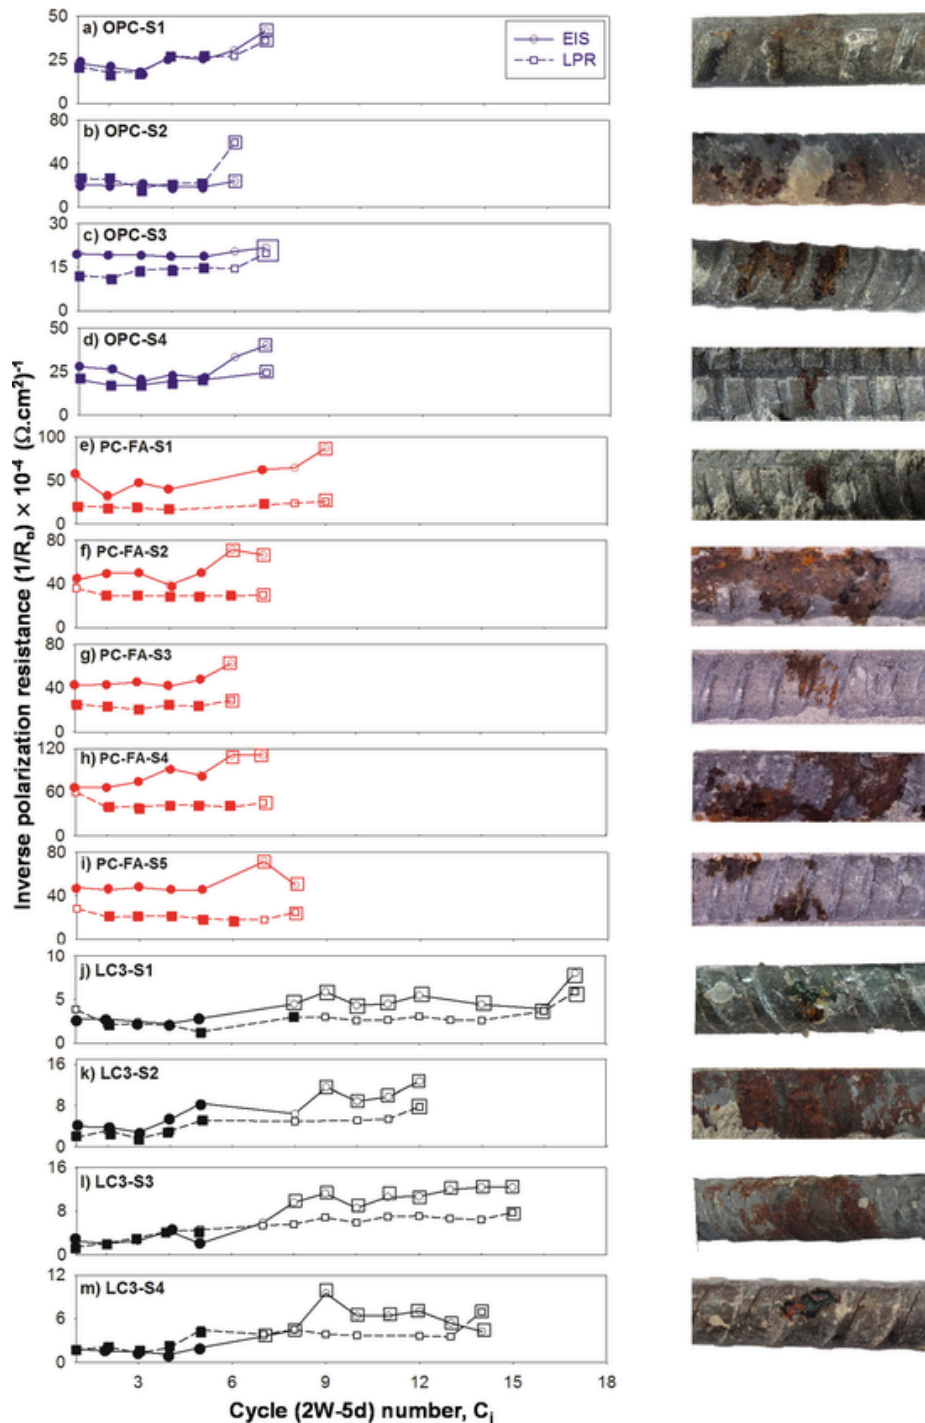 a) OPC-S1
50
25
0
EIS
LPR
b) OPC-S2
80
40
0
c) OPC-S3
30
15
0
d) OPC-S4
50
25
0
e) PC-FA-S1
100
50
0
f) PC-FA-S2
80
40
0
g) PC-FA-S3
80
40
0
h) PC-FA-S4
120
60
0
i) PC-FA-S5
80
40
0
j) LC3-S1
10
5
0
k) LC3-S2
16
8
0
l) LC3-S3
16
8
0
m) LC3-S4
12
6
0
3 6 9 12 15 18
Cycle (2W-5d) number, Cᵢ
Inverse polarization resistance (1/Rₚ) × 10⁻⁴ (Ω.cm²)⁻¹